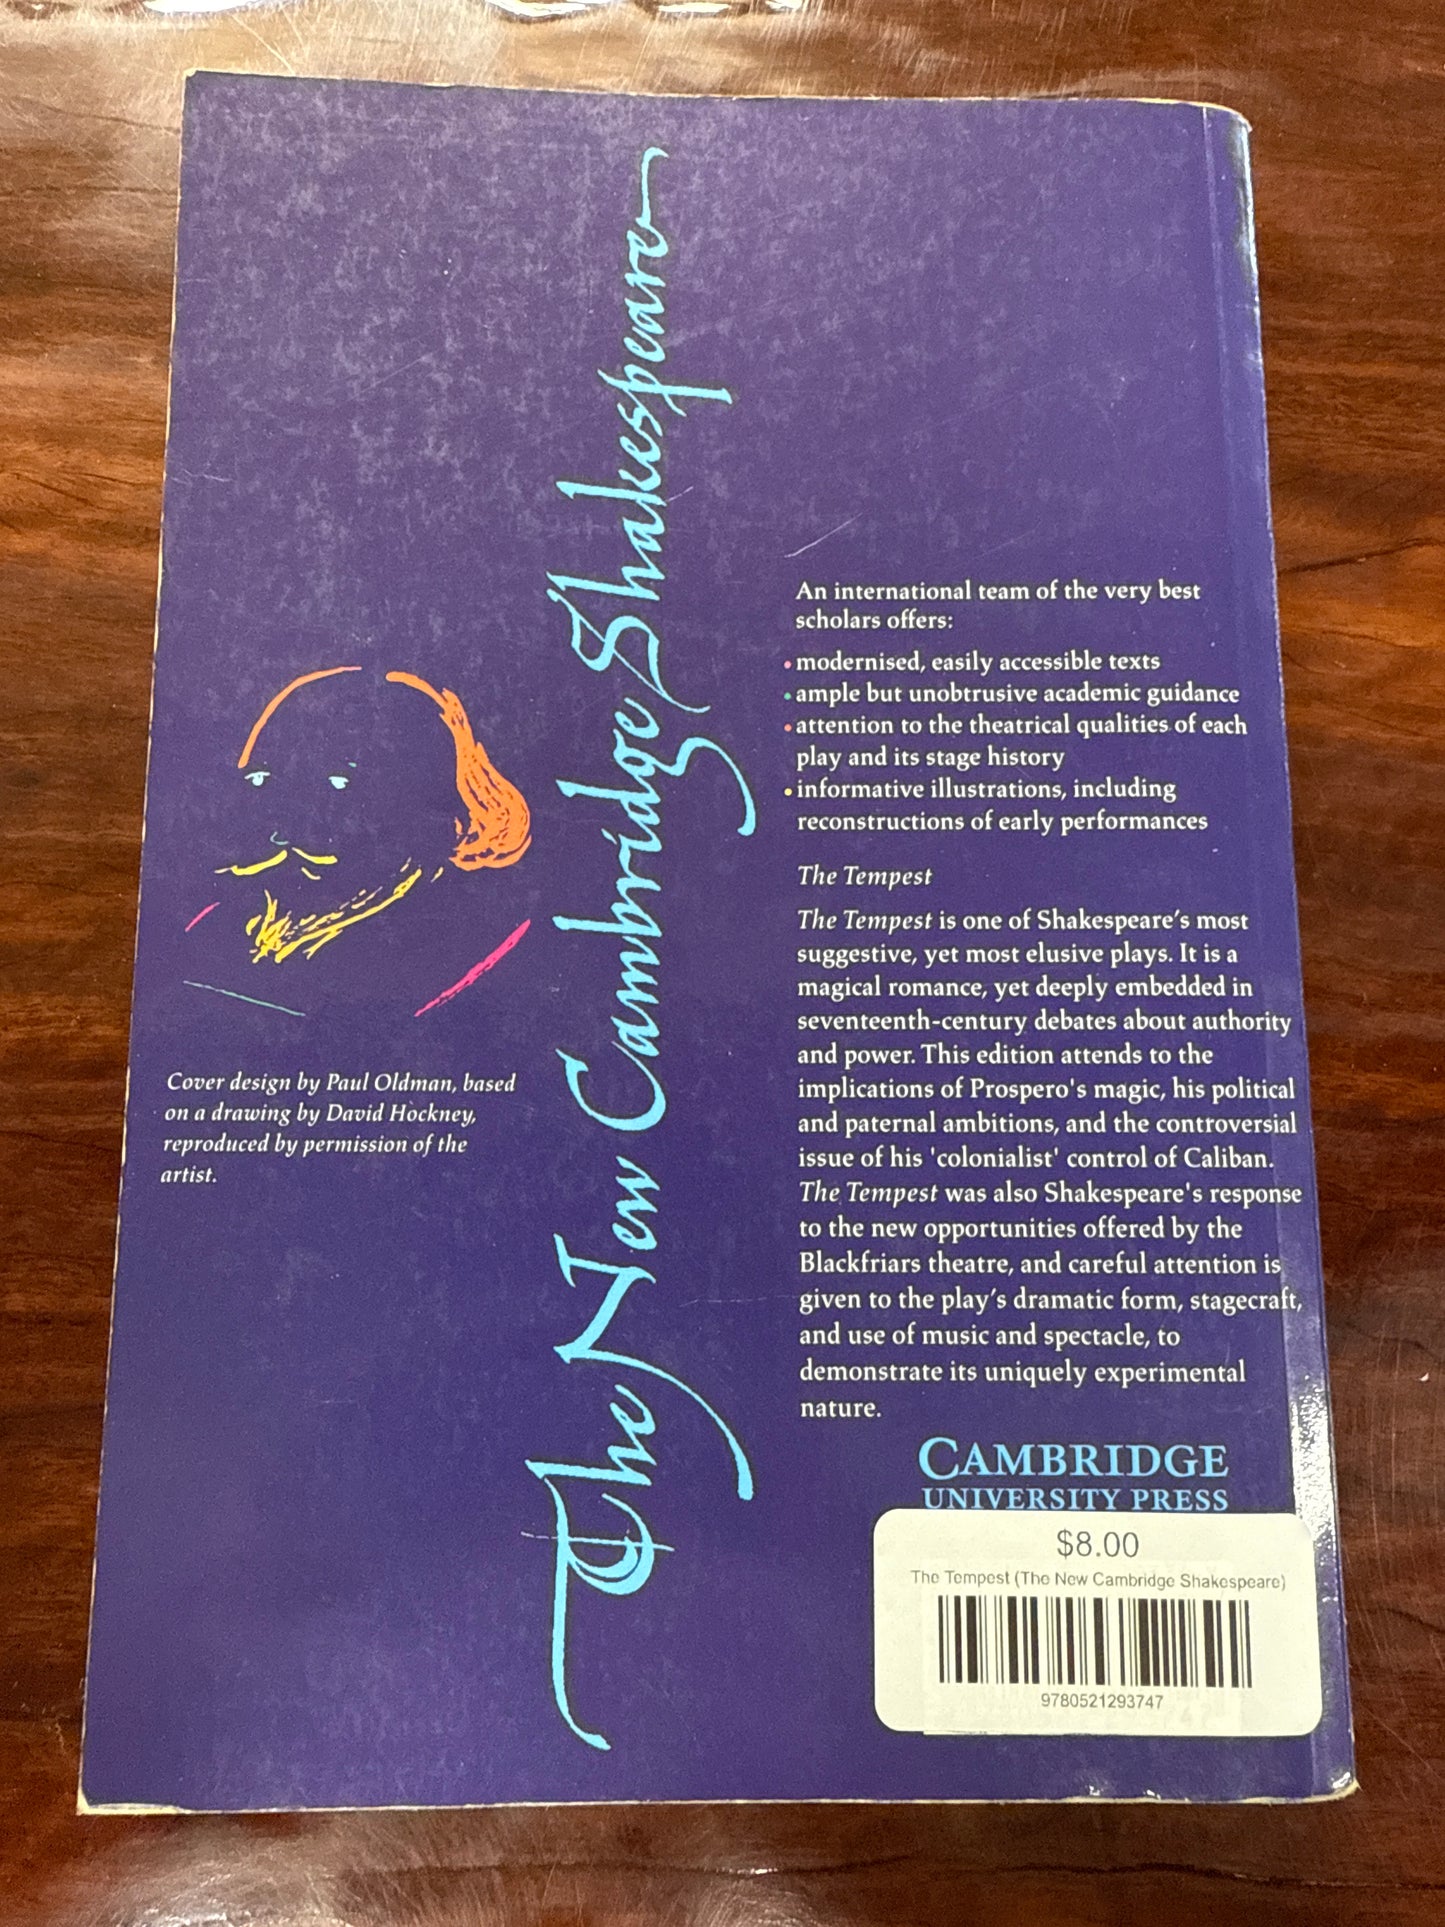 The New Cambridge Shakespeare
Cover design by Paul Oldman, based
on a drawing by David Hockney,
reproduced by permission of the
artist.
An international team of the very best
scholars offers:
• modernised, easily accessible texts
• ample but unobtrusive academic guidance
• attention to the theatrical qualities of each
play and its stage history
• informative illustrations, including
reconstructions of early performances
The Tempest
The Tempest is one of Shakespeare's most
suggestive, yet most elusive plays. It is a
magical romance, yet deeply embedded in
seventeenth-century debates about authority
and power. This edition attends to the
implications of Prospero's magic, his political
and paternal ambitions, and the controversial
issue of his 'colonialist' control of Caliban.
The Tempest was also Shakespeare's response
to the new opportunities offered by the
Blackfriars theatre, and careful attention is
given to the play's dramatic form, stagecraft,
and use of music and spectacle, to
demonstrate its uniquely experimental
nature.
CAMBRIDGE
UNIVERSITY PRESS
$8.00
The Tempest (The New Cambridge Shakespeare)
9780521293747